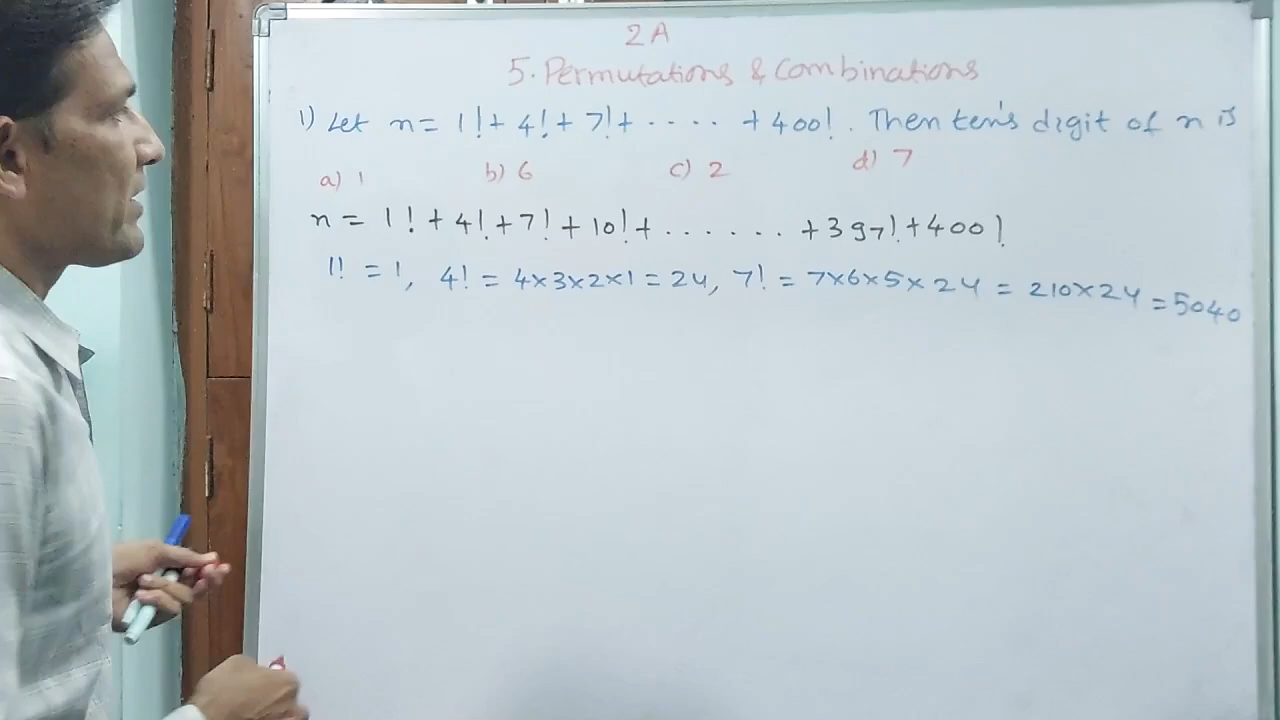 2A
5. Permutations & Combinations
1) Let n = 1! + 4! + 7! + ..... + 400! . Then ten's digit of n is
a) 1 b) 6 c) 2 d) 7
n = 1! + 4! + 7! + 10! + ....... + 397! + 400!
1! = 1, 4! = 4×3×2×1 = 24, 7! = 7×6×5×24 = 210×24 = 5040